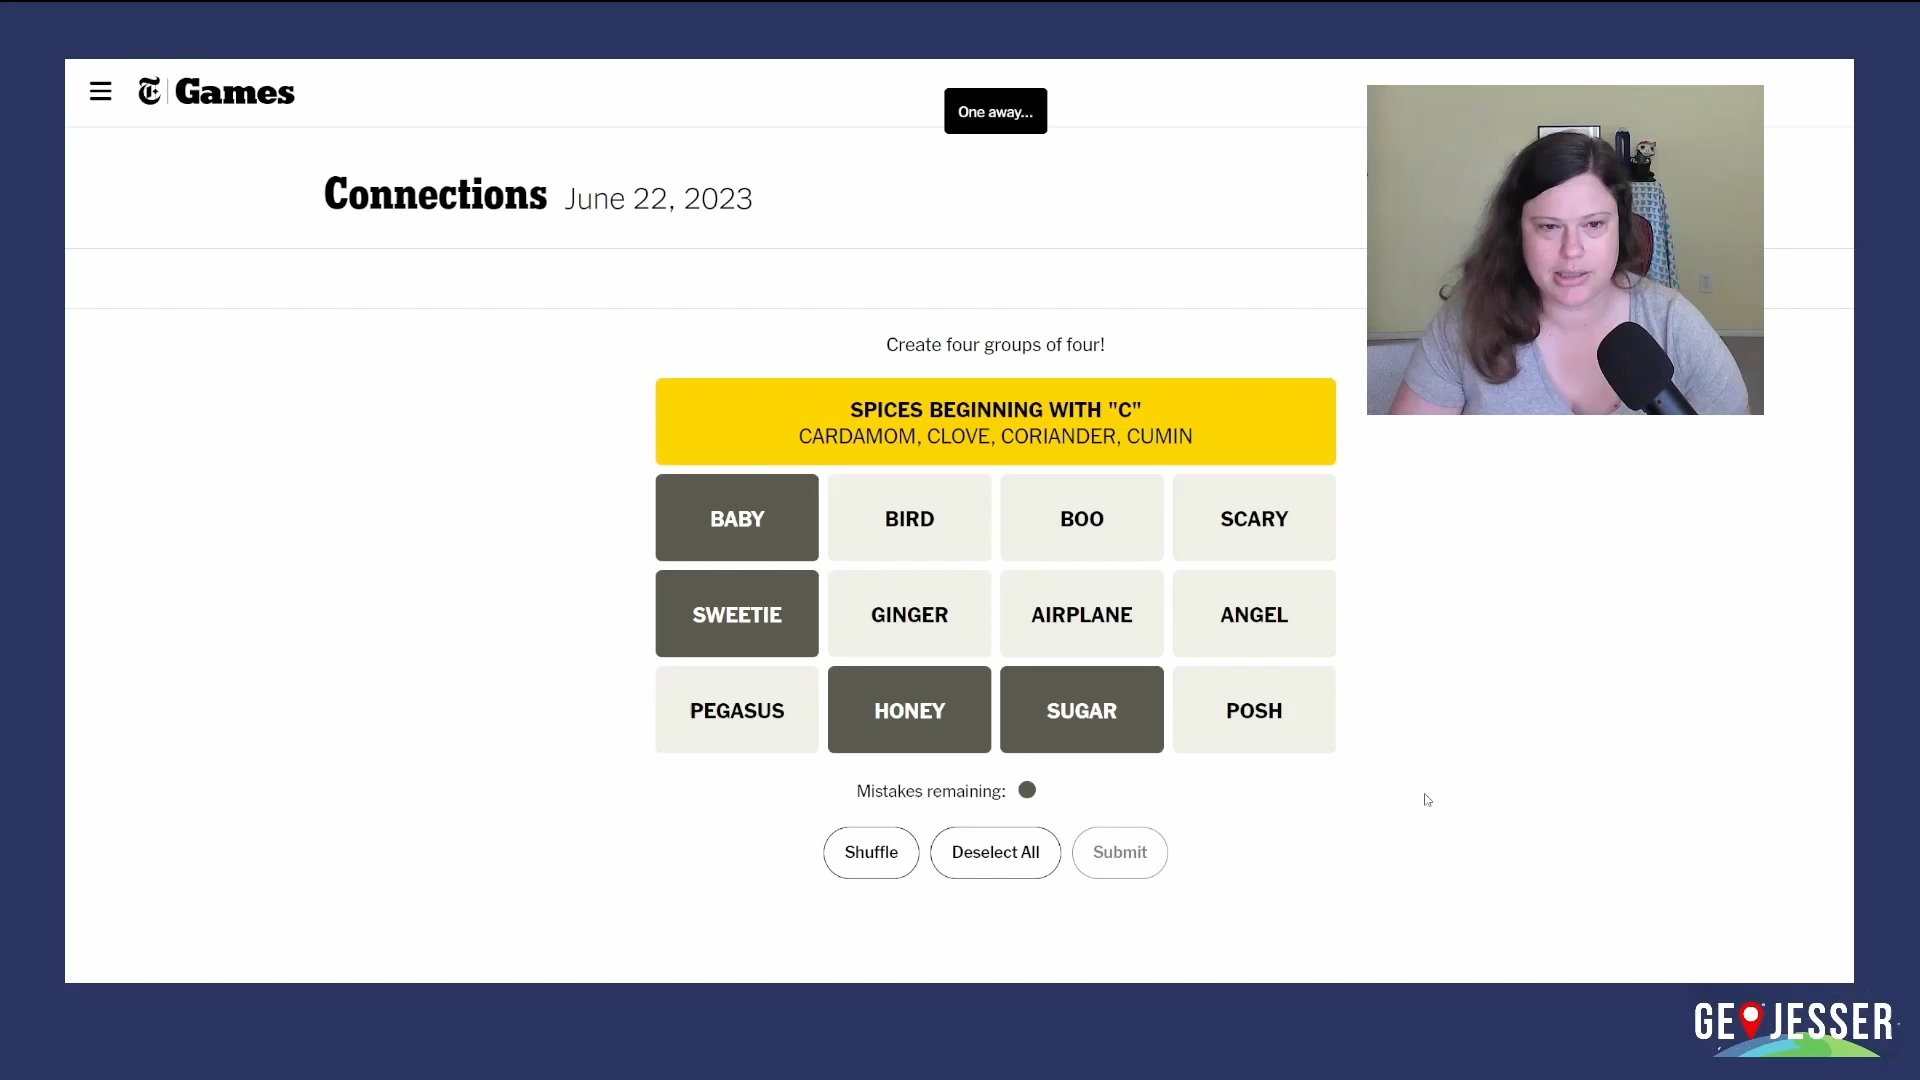 Games
One away...
Connections June 22, 2023
Create four groups of four!
SPICES BEGINNING WITH "C"
CARDAMOM, CLOVE, CORIANDER, CUMIN
BABY BIRD BOO SCARY
SWEETIE GINGER AIRPLANE ANGEL
PEGASUS HONEY SUGAR POSH
Mistakes remaining:
Shuffle Deselect All Submit
GEOJESSER